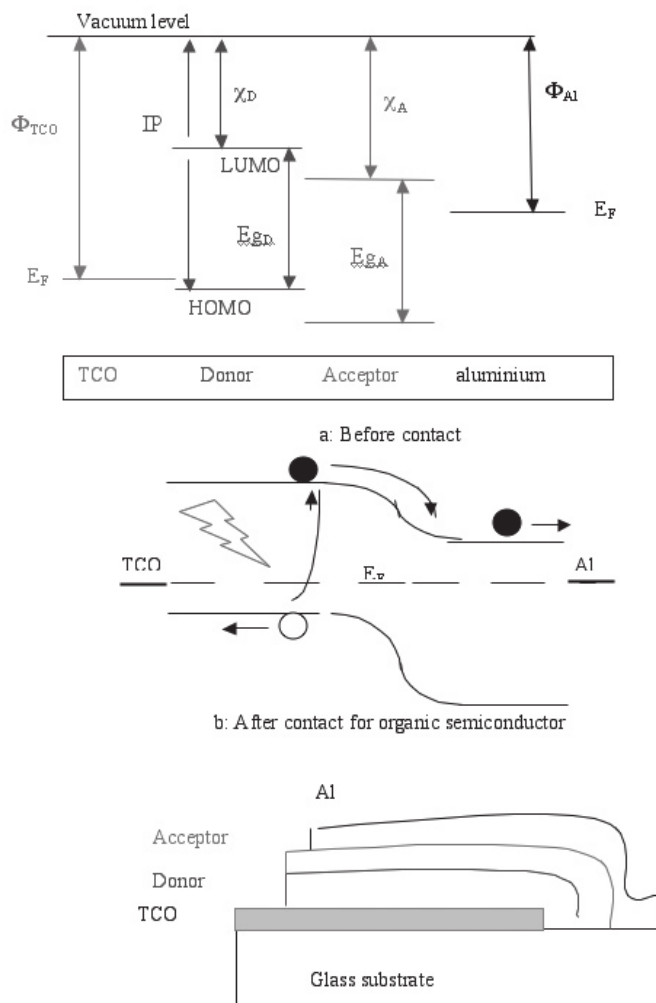 Vacuum level
Φ_TCO IP χ_D χ_A Φ_Al
LUMO
E_F Eg_D Eg_A E_F
HOMO
TCO Donor Acceptor aluminium
a: Before contact
TCO E_F Al
b: After contact for organic semiconductor
Al
Acceptor
Donor
TCO
Glass substrate